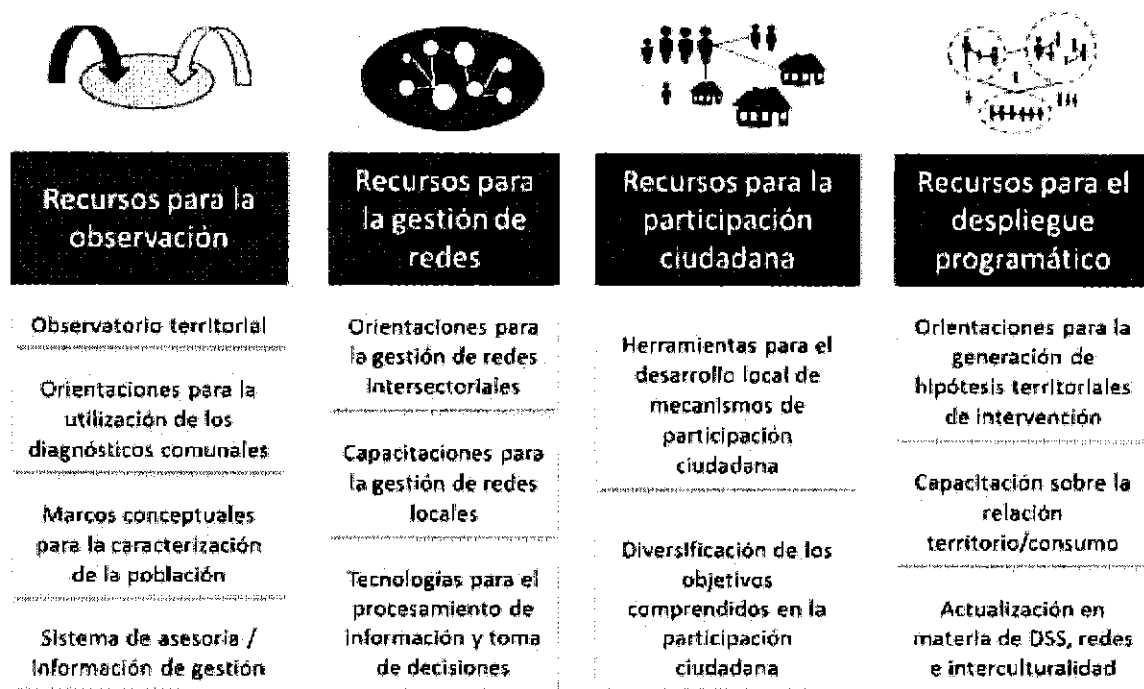 Recursos para la
observación
Observatorio territorial
Orientaciones para la
utilización de los
diagnósticos comunales
Marcos conceptuales
para la caracterización
de la población
Sistema de asesoría /
Información de gestión
Recursos para
la gestión de
redes
Orientaciones para
la gestión de redes
intersectoriales
Capacitaciones para
la gestión de redes
locales
Tecnologías para el
procesamiento de
información y toma
de decisiones
Recursos para la
participación
ciudadana
Herramientas para el
desarrollo local de
mecanismos de
participación
ciudadana
Diversificación de los
objetivos
comprendidos en la
participación
ciudadana
Recursos para el
despliegue
programático
Orientaciones para la
generación de
hipótesis territoriales
de intervención
Capacitación sobre la
relación
territorio/consumo
Actualización en
materia de DSS, redes
e interculturalidad